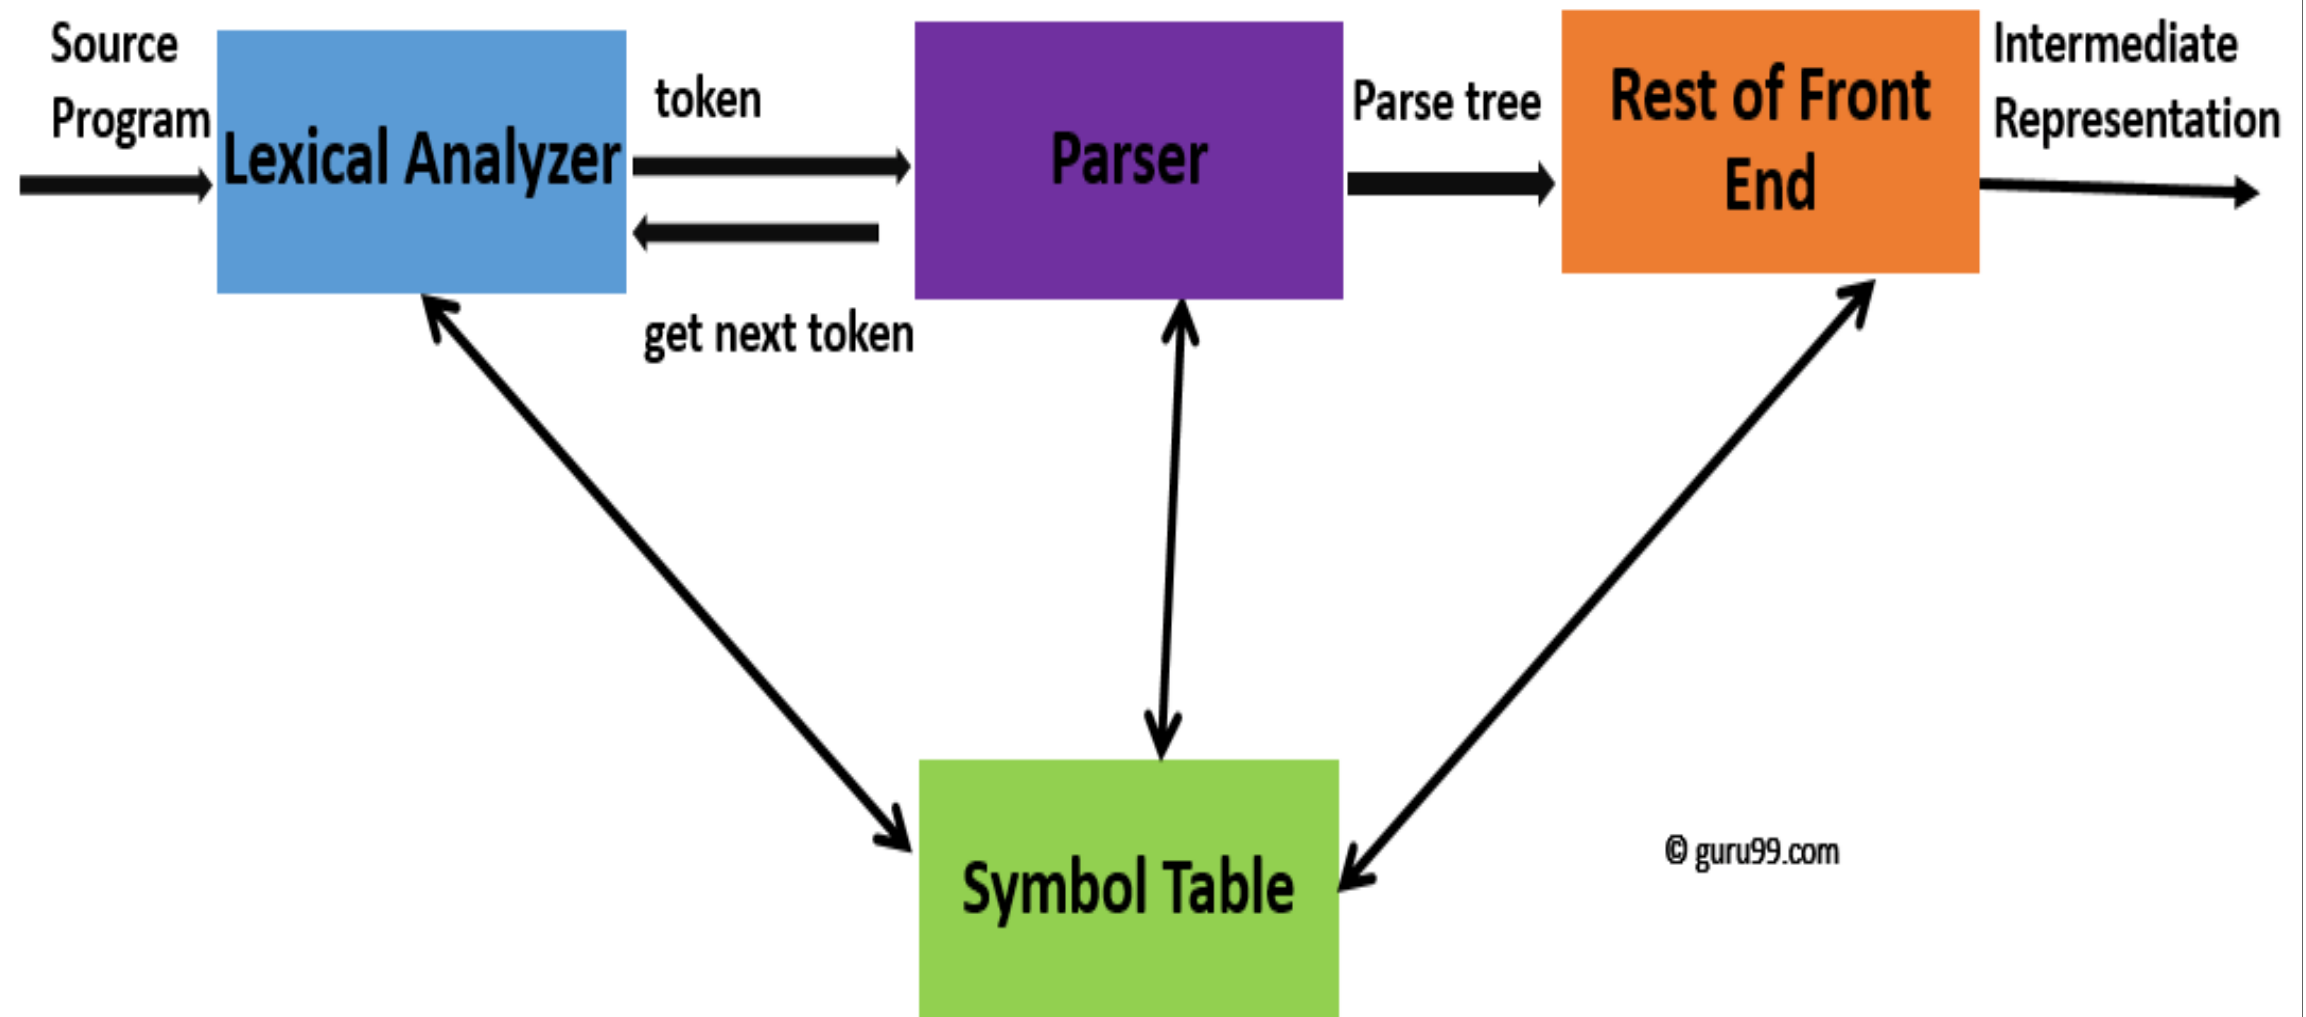 Source
Program
Lexical Analyzer
token
get next token
Parser
Parse tree
Rest of Front
End
Intermediate
Representation
Symbol Table
© guru99.com